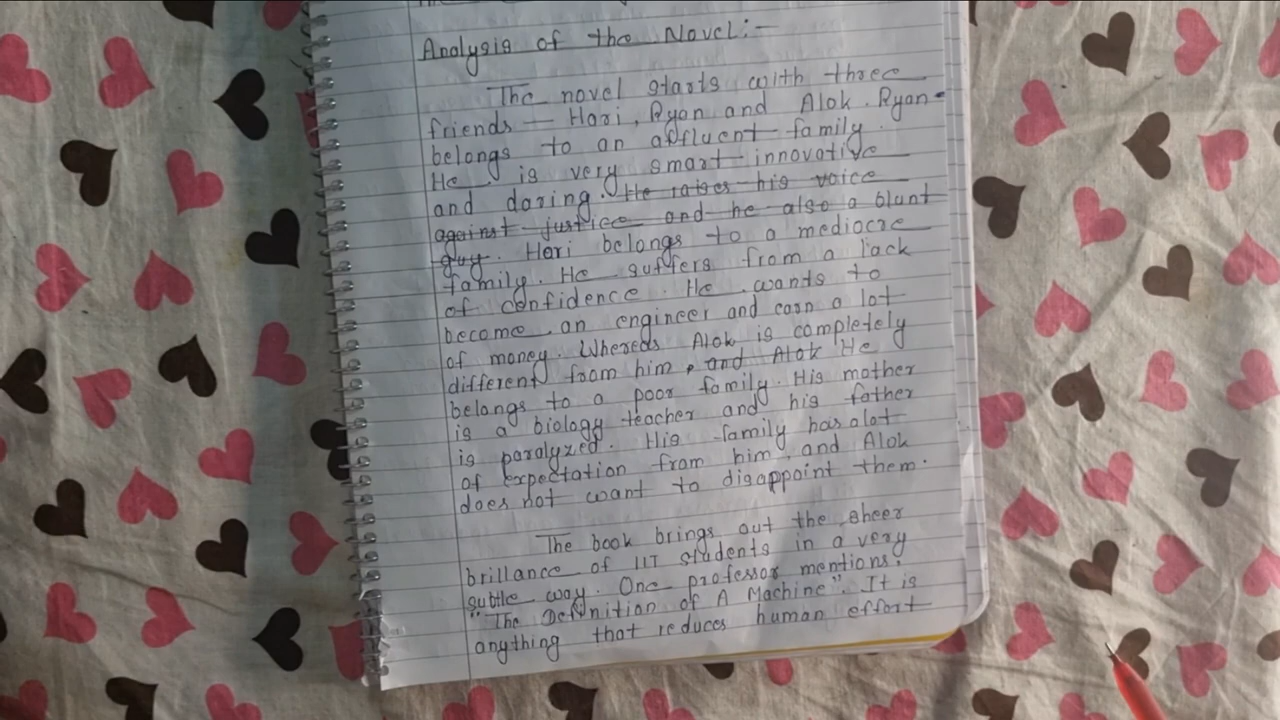 Analysis of the Novel:-
The novel starts with three
friends — Hari, Ryan and Alok. Ryan
belongs to an affluent family.
He is very smart innovative
and daring. He raises his voice
against justice and he also a blunt
guy. Hari belongs to a mediocre
family. He suffers from a lack
of confidence. He wants to
become an engineer and earn a lot
of money. Whereas Alok is completely
different from him, and Alok He
belongs to a poor family. His mother
is a biology teacher and his father
is paralyzed. His family has alot
of expectation from him and Alok
does not want to disappoint them.
The book brings out the sheer
brillance of IIT students in a very
subtle way. One professor mentions,
"The Definition of A Machine". It is
anything that reduces human effort